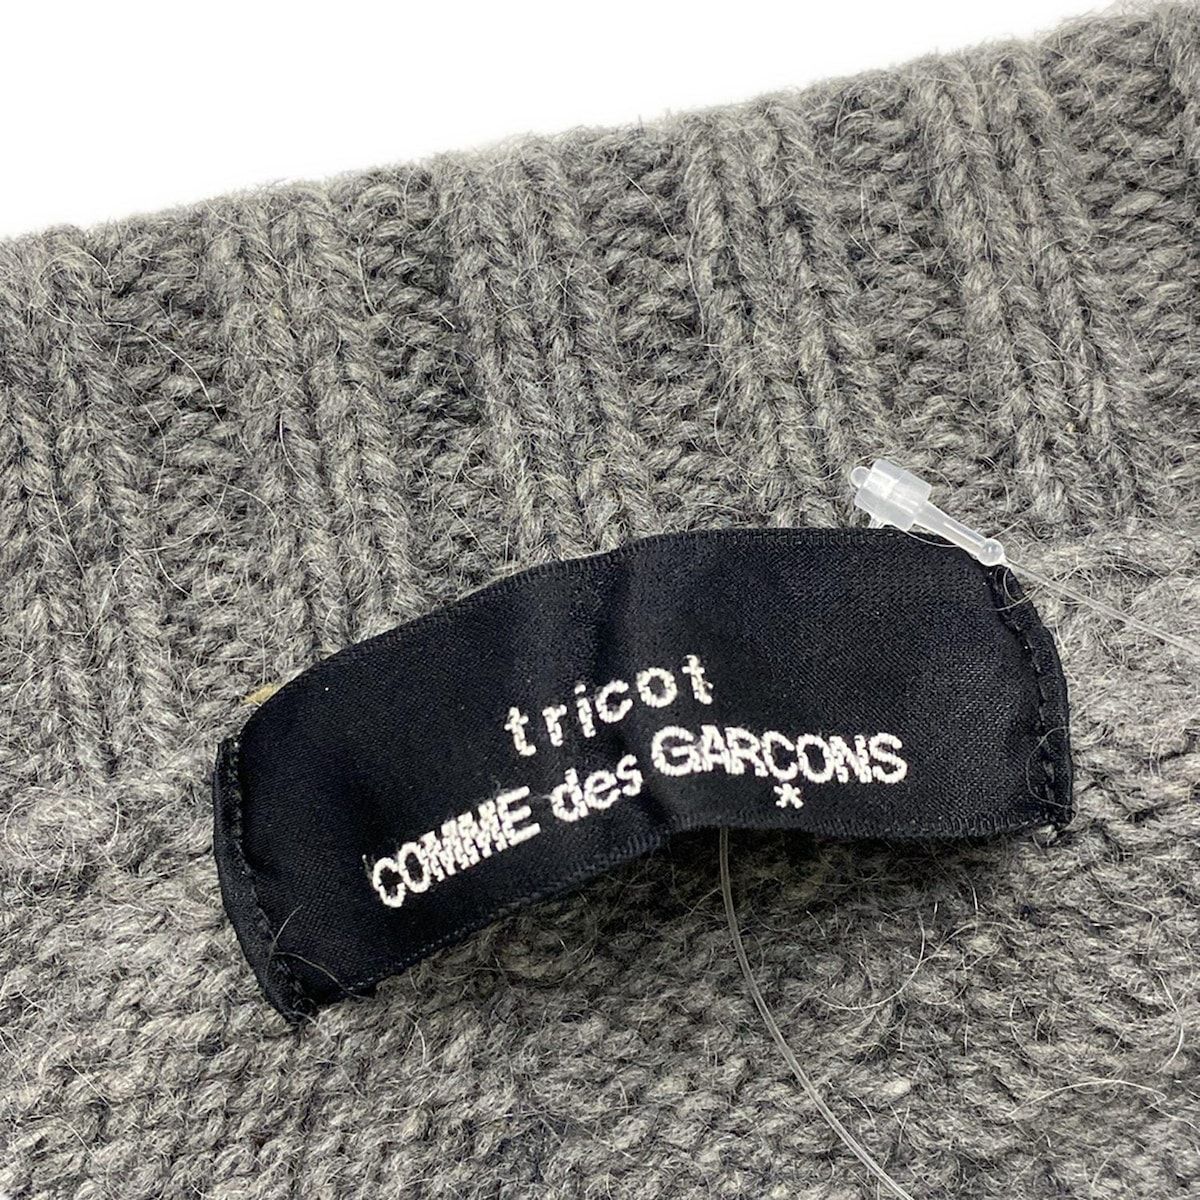 tricot
COMME des GARÇONS
*